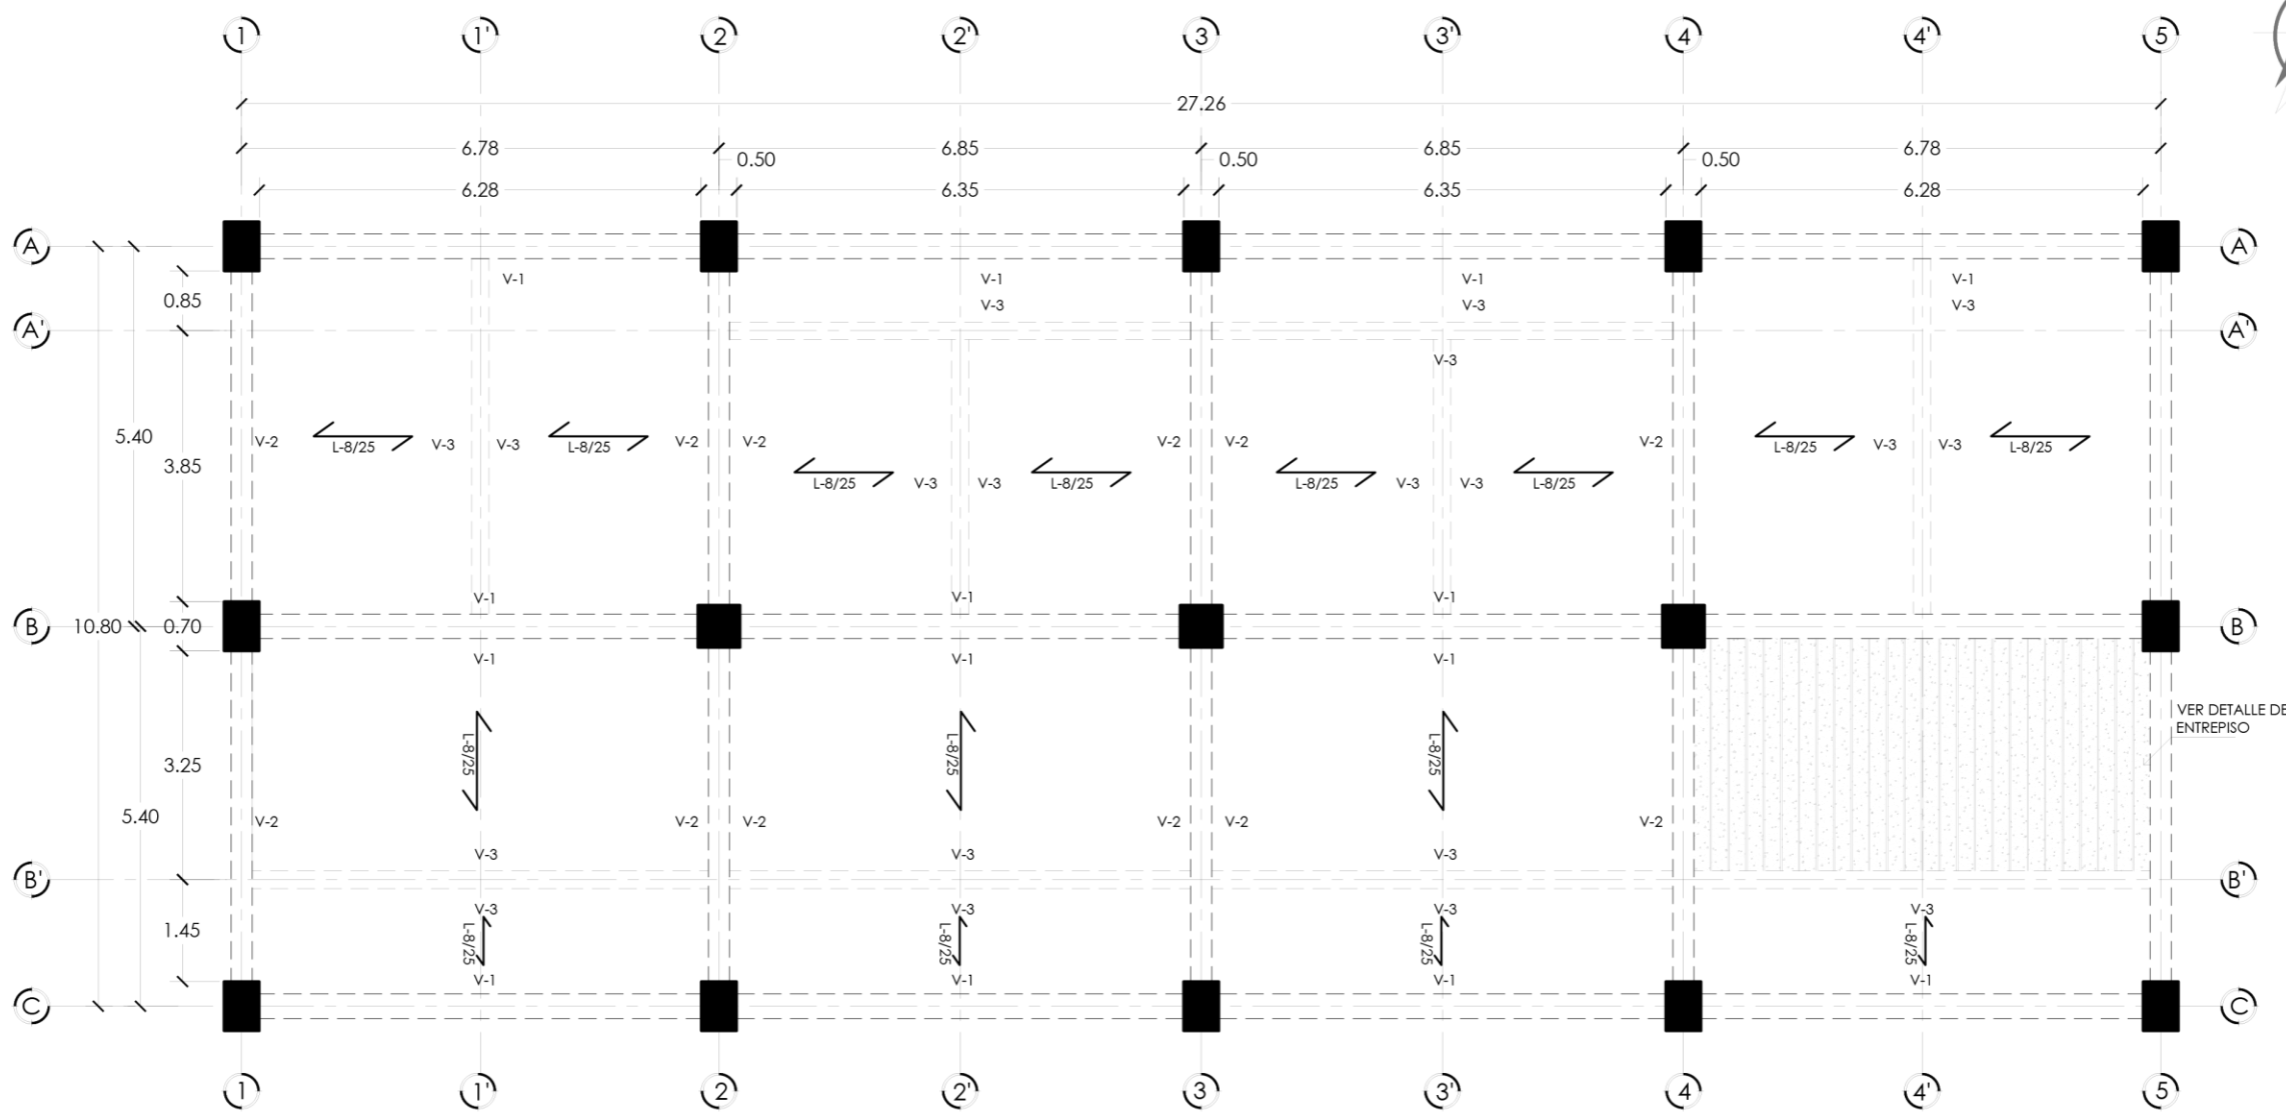 1 1' 2 2' 3 3' 4 4' 5
27.26
6.78 6.85 6.85 6.78
0.50 0.50 0.50
6.28 6.35 6.35 6.28
A A
V-1 V-1 V-1 V-1
0.85 V-3 V-3 V-3
A' A'
V-3
5.40 V-2 L-8/25 V-3 V-3 L-8/25 V-2 V-2 V-2 V-2 V-2 L-8/25 V-3 V-3 L-8/25
3.85
L-8/25 V-3 V-3 L-8/25 L-8/25 V-3 V-3 L-8/25
V-1 V-1 V-1
B 10.80 0.70 B
V-1 V-1 V-1
VER DETALLE DE
ENTREPISO
3.25 L-8/25 L-8/25 L-8/25
5.40 V-2 V-2 V-2 V-2 V-2 V-2
V-3 V-3 V-3
B' B'
V-3 V-3 V-3 V-3
1.45 L-8/25 L-8/25 L-8/25 L-8/25
V-1 V-1 V-1 V-1
C C
1 1' 2 2' 3 3' 4 4' 5